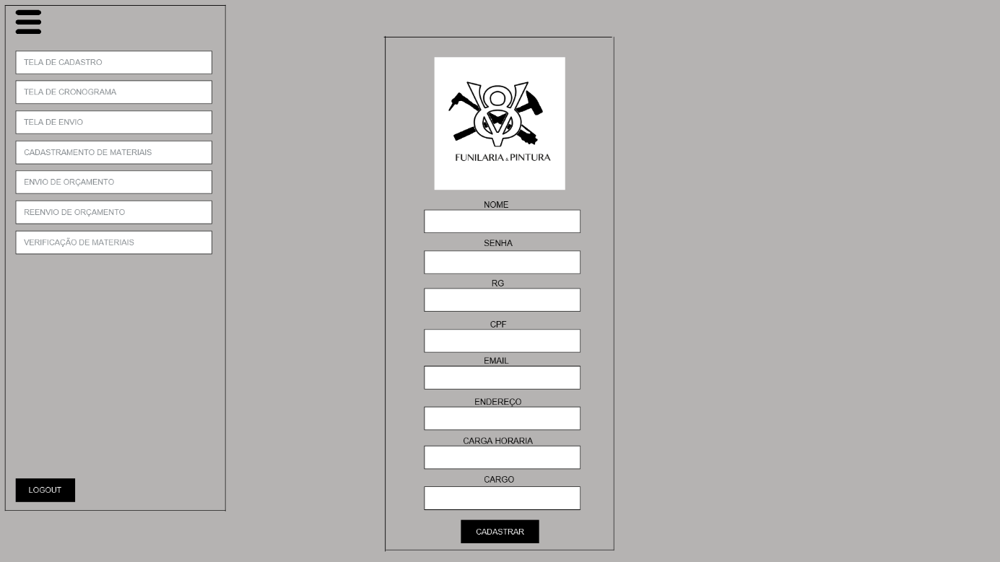 TELA DE CADASTRO
TELA DE CRONOGRAMA
TELA DE ENVIO
CADASTRAMENTO DE MATERIAIS
ENVIO DE ORÇAMENTO
REENVIO DE ORÇAMENTO
VERIFICAÇÃO DE MATERIAIS
LOGOUT
FUNILARIA & PINTURA
NOME
SENHA
RG
CPF
EMAIL
ENDEREÇO
CARGA HORARIA
CARGO
CADASTRAR